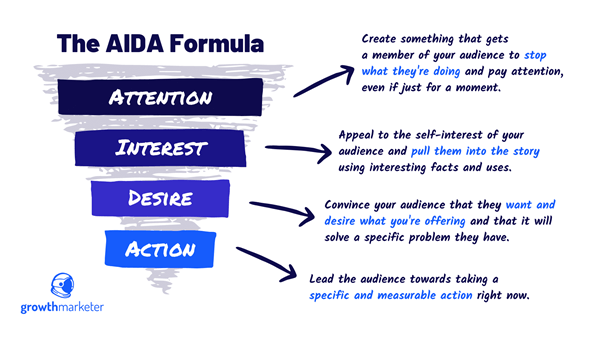 The AIDA Formula
ATTENTION
Create something that gets
a member of your audience to stop
what they're doing and pay attention,
even if just for a moment.
INTEREST
Appeal to the self-interest of your
audience and pull them into the story
using interesting facts and uses.
DESIRE
Convince your audience that they want and
desire what you're offering and that it will
solve a specific problem they have.
ACTION
Lead the audience towards taking a
specific and measurable action right now.
growthmarketer